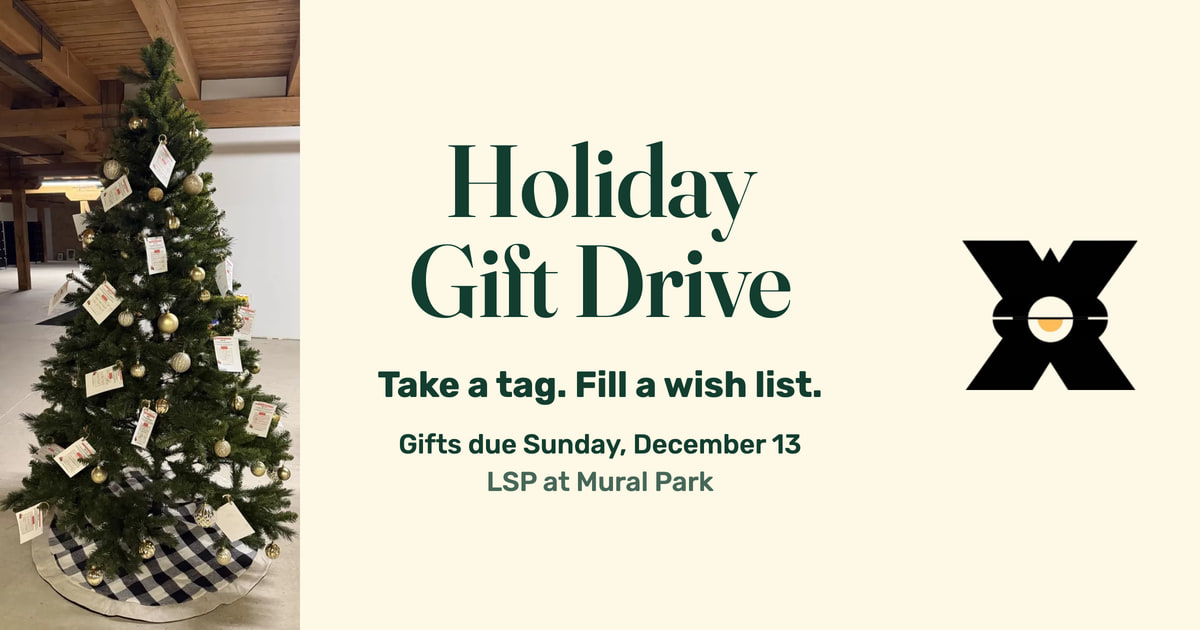 Holiday
Gift Drive
Take a tag. Fill a wish list.
Gifts due Sunday, December 13
LSP at Mural Park